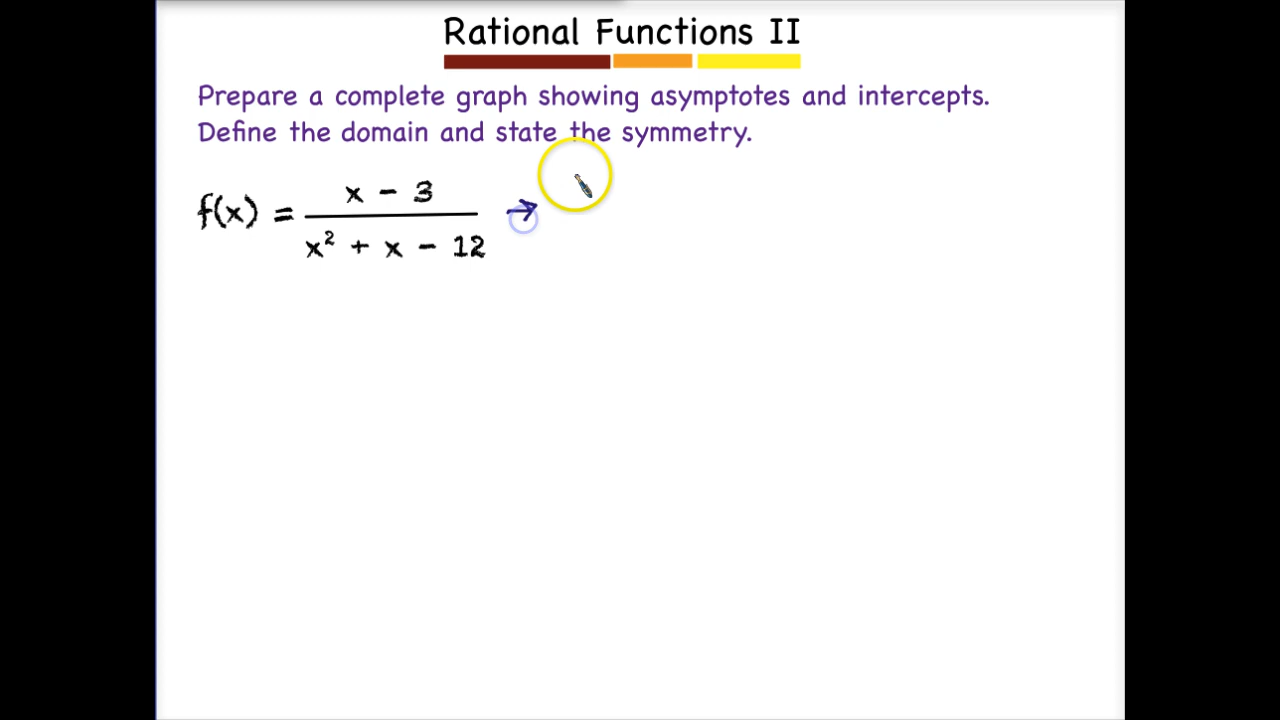 Rational Functions II
Prepare a complete graph showing asymptotes and intercepts.
Define the domain and state the symmetry.
f(x) = (x - 3) / (x² + x - 12) →